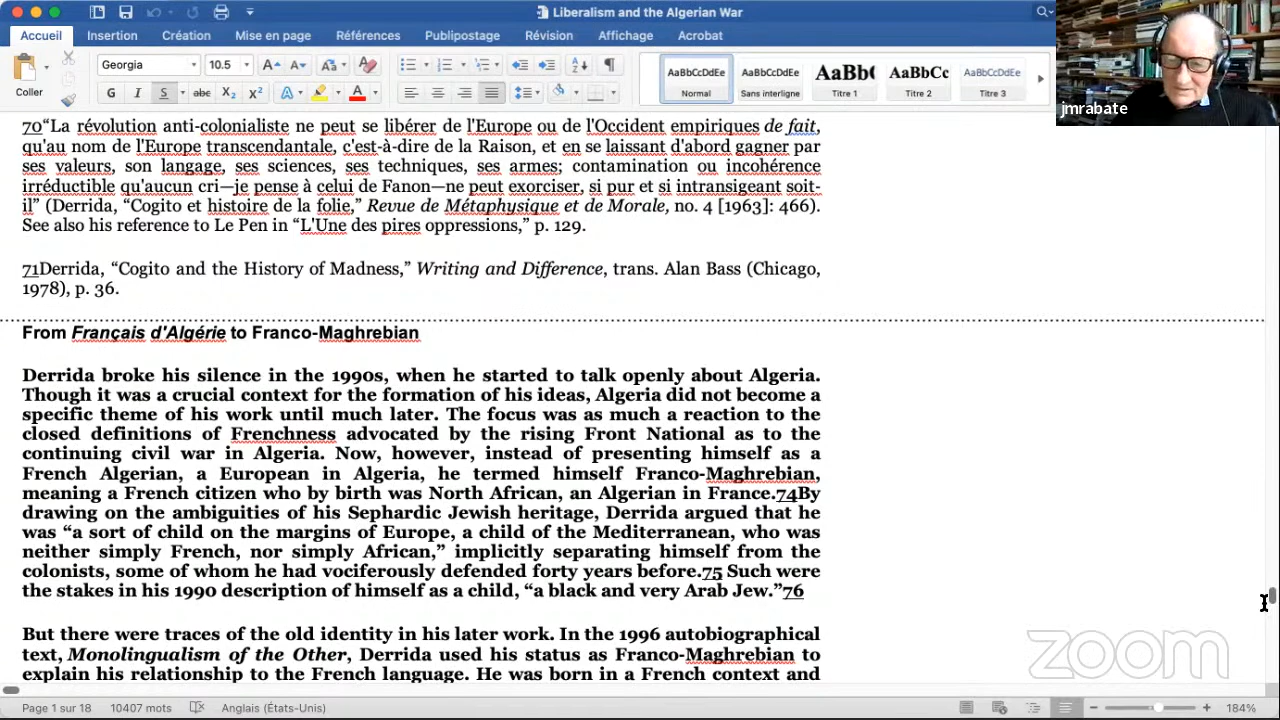 Liberalism and the Algerian War
Accueil Insertion Création Mise en page Références Publipostage Révision Affichage Acrobat
Coller
Georgia 10.5
AaBbCcDdEe AaBbCcDdEe AaBb( AaBbCc AaBbCcDdEe
Normal Sans interligne Titre 1 Titre 2 Titre 3
jmrabate
70“La révolution anti-colonialiste ne peut se libérer de l'Europe ou de l'Occident empiriques de fait,
qu'au nom de l'Europe transcendantale, c'est-à-dire de la Raison, et en se laissant d'abord gagner par
ses valeurs, son langage, ses sciences, ses techniques, ses armes; contamination ou incohérence
irréductible qu'aucun cri—je pense à celui de Fanon—ne peut exorciser, si pur et si intransigeant soit-
il” (Derrida, “Cogito et histoire de la folie,” Revue de Métaphysique et de Morale, no. 4 [1963]: 466).
See also his reference to Le Pen in “L'Une des pires oppressions,” p. 129.
71Derrida, “Cogito and the History of Madness,” Writing and Difference, trans. Alan Bass (Chicago,
1978), p. 36.
From Français d'Algérie to Franco-Maghrebian
Derrida broke his silence in the 1990s, when he started to talk openly about Algeria.
Though it was a crucial context for the formation of his ideas, Algeria did not become a
specific theme of his work until much later. The focus was as much a reaction to the
closed definitions of Frenchness advocated by the rising Front National as to the
continuing civil war in Algeria. Now, however, instead of presenting himself as a
French Algerian, a European in Algeria, he termed himself Franco-Maghrebian,
meaning a French citizen who by birth was North African, an Algerian in France.74By
drawing on the ambiguities of his Sephardic Jewish heritage, Derrida argued that he
was “a sort of child on the margins of Europe, a child of the Mediterranean, who was
neither simply French, nor simply African,” implicitly separating himself from the
colonists, some of whom he had vociferously defended forty years before.75 Such were
the stakes in his 1990 description of himself as a child, “a black and very Arab Jew.”76
But there were traces of the old identity in his later work. In the 1996 autobiographical
text, Monolingualism of the Other, Derrida used his status as Franco-Maghrebian to
explain his relationship to the French language. He was born in a French context and
zoom
Page 1 sur 18 10407 mots Anglais (États-Unis) 184%